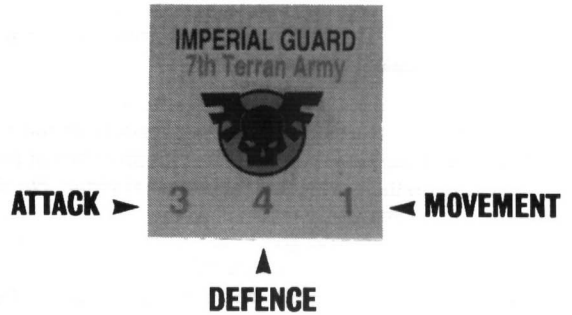 IMPERIAL GUARD
7th Terran Army
ATTACK 3 4 1 MOVEMENT
DEFENCE